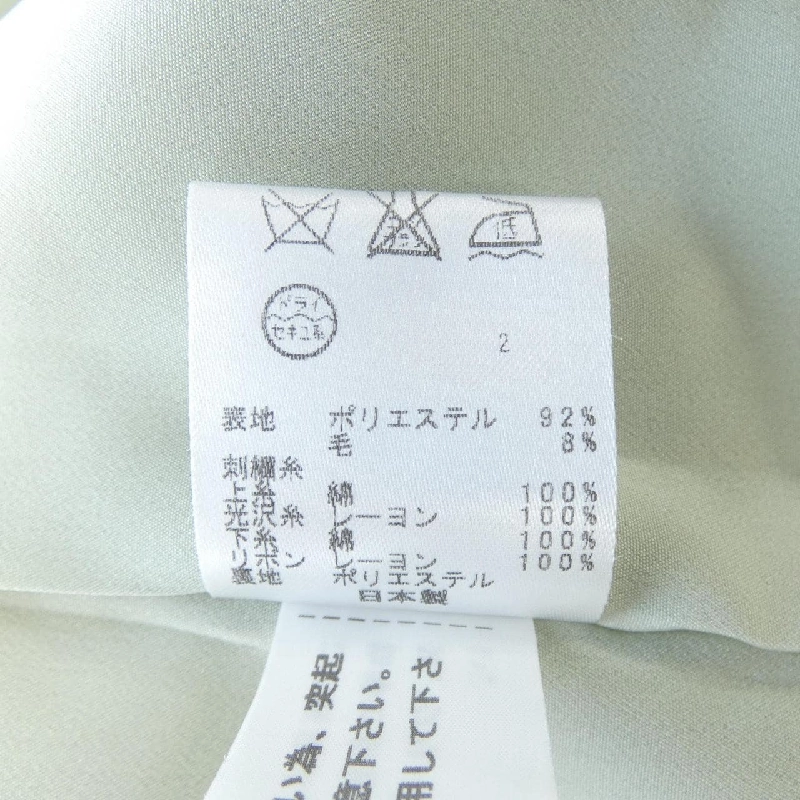 低
ドライ
セキユ系
2
表地 ポリエステル 92%
毛 8%
刺繍糸
上糸 綿 100%
光沢糸 レーヨン 100%
下糸 綿 100%
リボン レーヨン 100%
裏地 ポリエステル
日本製
い為、突起
意下さい。
用して下さ